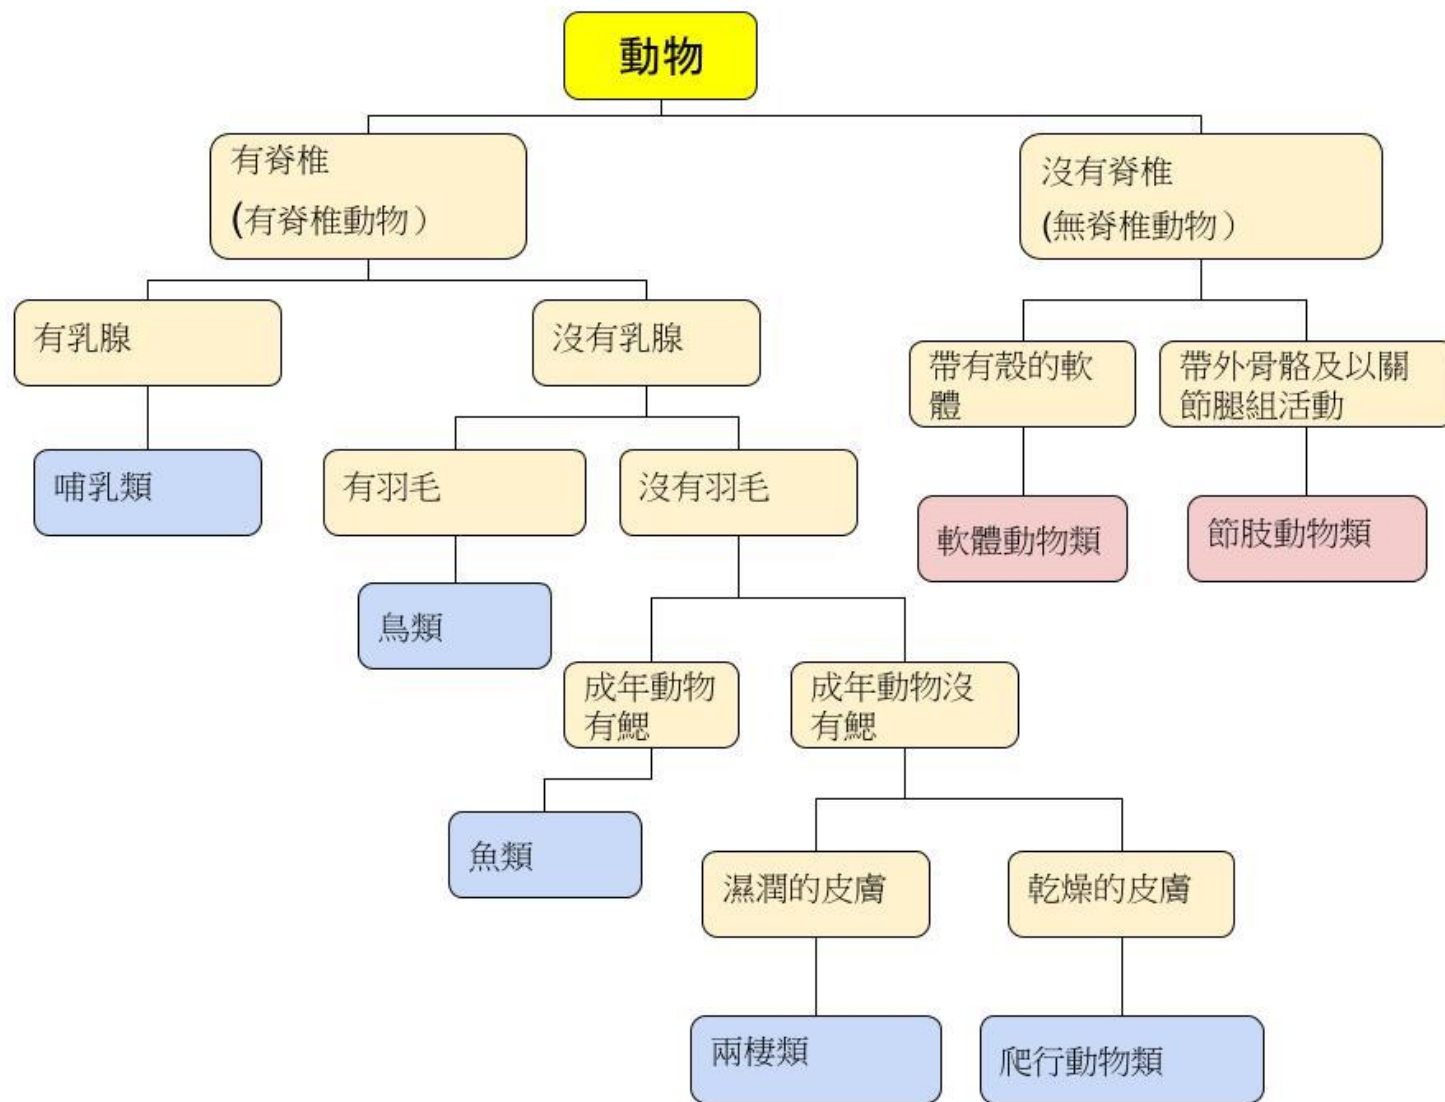 動物
有脊椎
(有脊椎動物）
沒有脊椎
(無脊椎動物）
有乳腺
沒有乳腺
帶有殼的軟
體
帶外骨骼及以關
節腿組活動
哺乳類
有羽毛
沒有羽毛
軟體動物類
節肢動物類
鳥類
成年動物
有鰓
成年動物沒
有鰓
魚類
濕潤的皮膚
乾燥的皮膚
兩棲類
爬行動物類